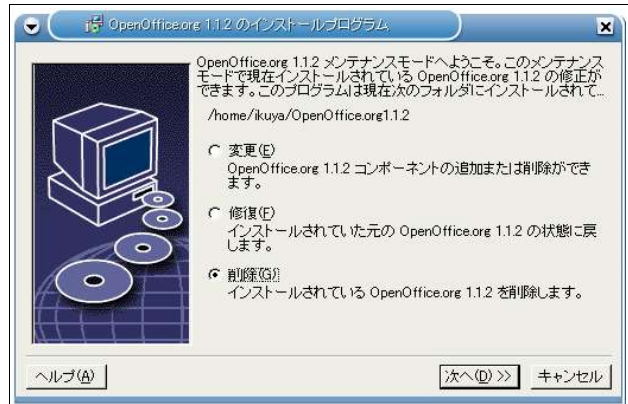 OpenOffice.org 1.1.2 のインストールプログラム
OpenOffice.org 1.1.2 メンテナンスモードへようこそ。このメンテナンス
モードで現在インストールされている OpenOffice.org 1.1.2 の修正が
できます。このプログラムは現在次のフォルダにインストールされて...
/home/ikuya/OpenOffice.org1.1.2
変更(E)
OpenOffice.org 1.1.2 コンポーネントの追加または削除ができ
ます。
修復(F)
インストールされていた元の OpenOffice.org 1.1.2 の状態に戻
します。
削除(G)
インストールされている OpenOffice.org 1.1.2 を削除します。
ヘルプ(A)
次へ(D) >>
キャンセル